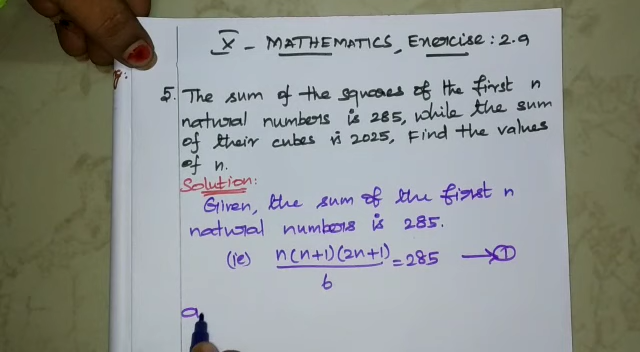 X - MATHEMATICS, Exercise: 2.9
5. The sum of the squares of the first n
natural numbers is 285, while the sum
of their cubes is 2025, Find the values
of n.
Solution:
Given, the sum of the first n
natural numbers is 285.
(ie) n(n+1)(2n+1)/6 = 285 → ①
a